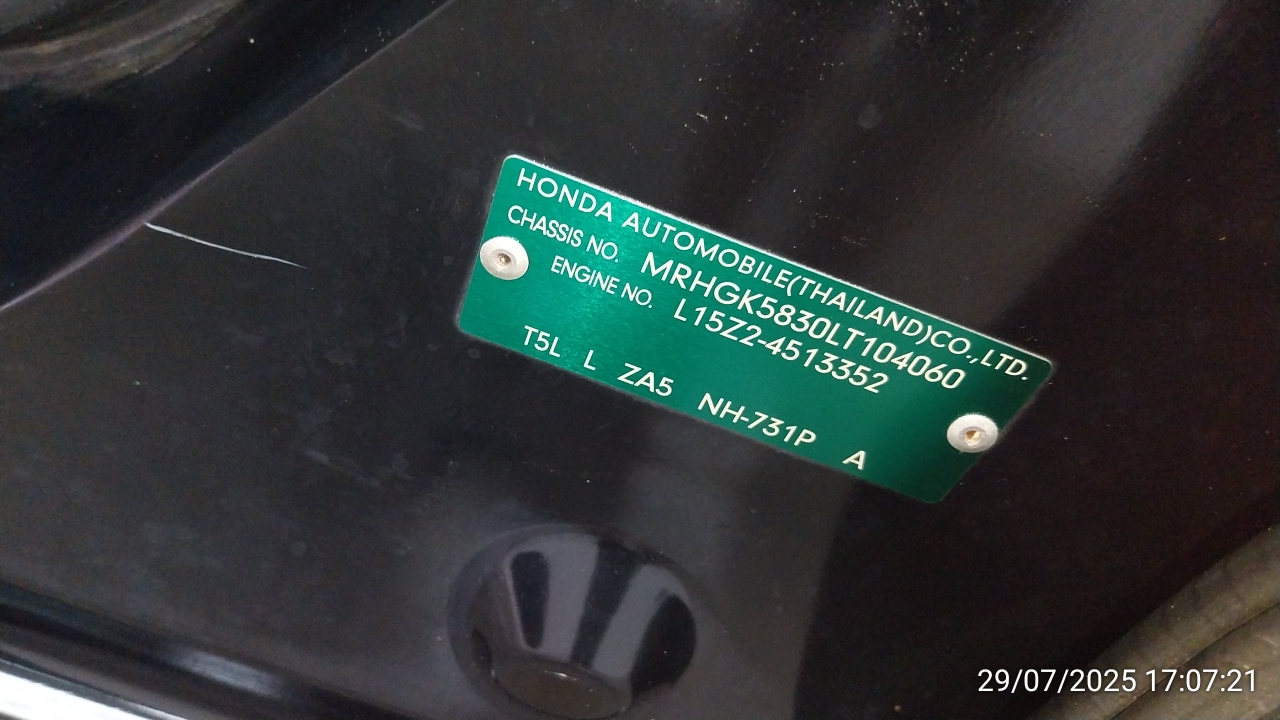 HONDA AUTOMOBILE(THAILAND)CO.,LTD.
CHASSIS NO. MRHGK5830LT104060
ENGINE NO. L15Z2-4513352
T5L L ZA5 NH-731P A
29/07/2025 17:07:21